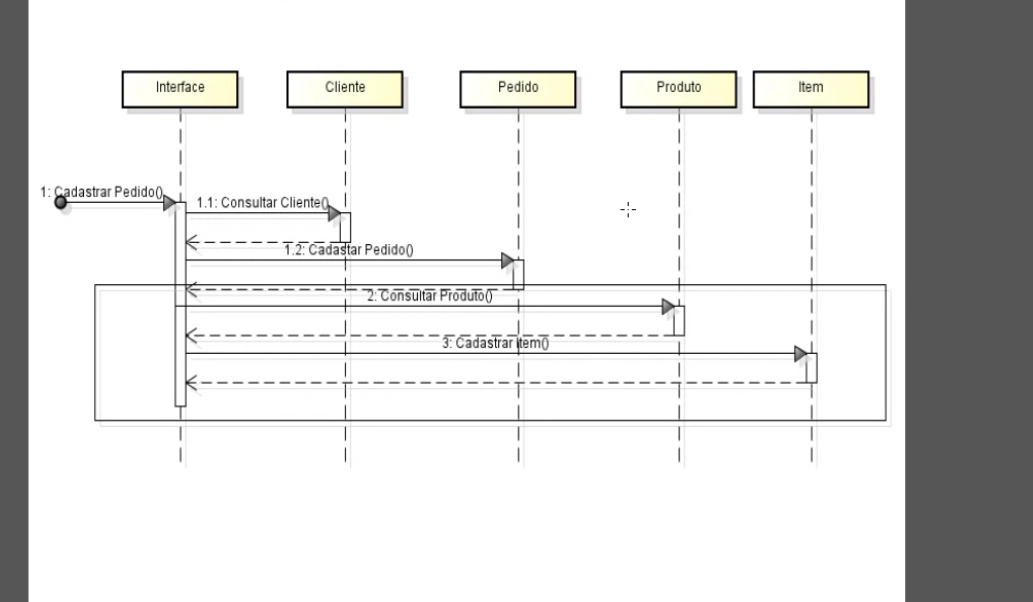 Interface
Cliente
Pedido
Produto
Item
1: Cadastrar Pedido()
1.1: Consultar Cliente()
1.2: Cadastar Pedido()
2: Consultar Produto()
3: Cadastrar Item()